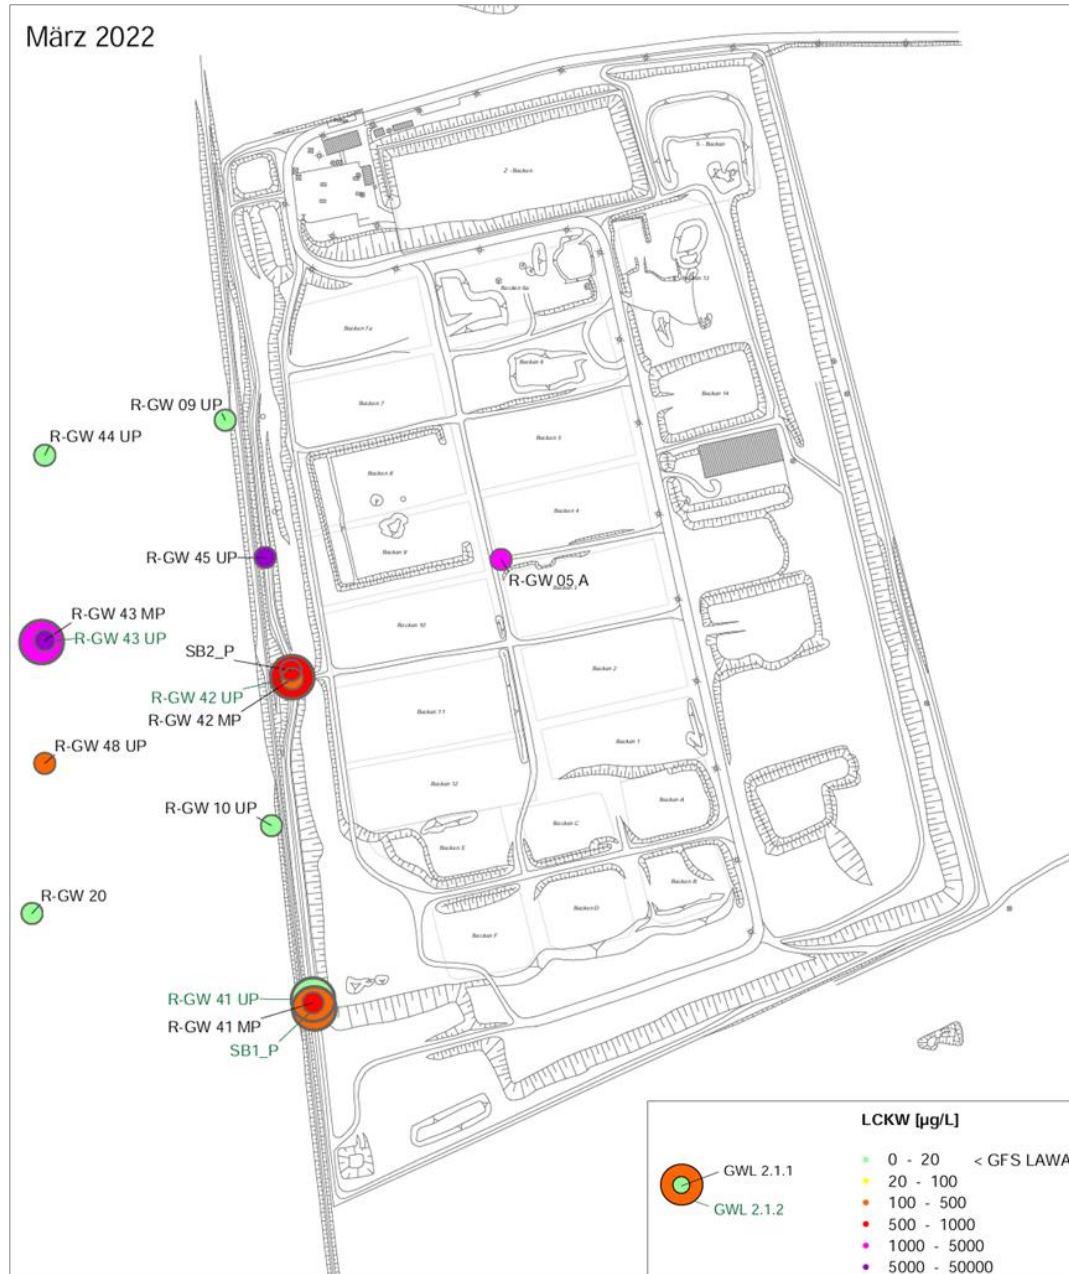 März 2022
2 - Becken
5 - Becken
Becken 6a
Becken 7a
Becken 6
Becken 7
Becken 14
R-GW 09 UP
R-GW 44 UP
Becken 5
Becken 8
Becken 4
R-GW 45 UP
Becken 9
R-GW 05 A
Becken 3
R-GW 43 MP
R-GW 43 UP
Becken 10
SB2_P
Becken 2
R-GW 42 UP
R-GW 42 MP
Becken 11
R-GW 48 UP
Becken 1
Becken 12
Becken A
R-GW 10 UP
Becken C
Becken E
Becken B
R-GW 20
Becken D
Becken F
R-GW 41 UP
R-GW 41 MP
SB1_P
LCKW [µg/L]
GWL 2.1.1
GWL 2.1.2
0 - 20 < GFS LAWA
20 - 100
100 - 500
500 - 1000
1000 - 5000
5000 - 50000